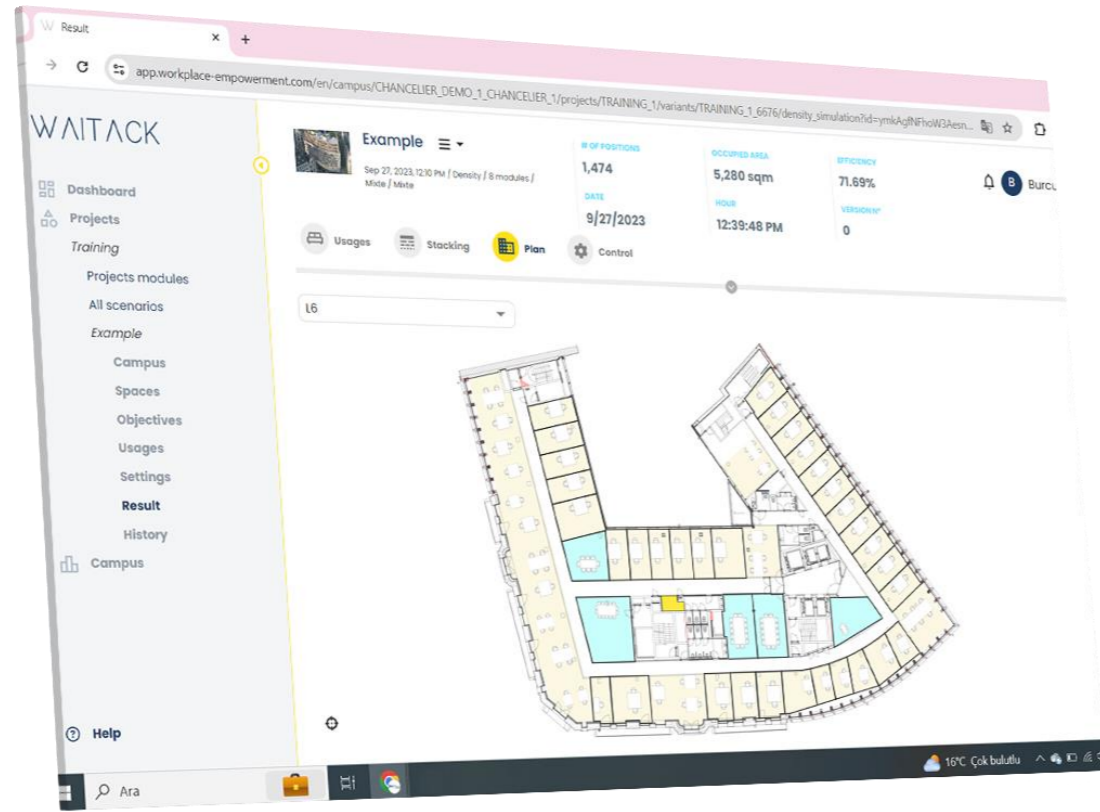 Result
app.workplace-empowerment.com/en/campus/CHANCELIER_DEMO_1_CHANCELIER_1/projects/TRAINING_1/variants/TRAINING_1_6676/density_simulation?id=ymkAgfNFhoW3Aesn...
WAITACK
Dashboard
Projects
Training
Projects modules
All scenarios
Example
Campus
Spaces
Objectives
Usages
Settings
Result
History
Campus
Help
Example
Sep 27, 2023, 12:10 PM / Density / 8 modules /
Mixte / Mixte
# OF POSITIONS
1,474
OCCUPIED AREA
5,280 sqm
EFFICIENCY
71.69%
DATE
9/27/2023
HOUR
12:39:48 PM
VERSION N°
0
B
Burcu
Usages
Stacking
Plan
Control
L6
Ara
16°C Çok bulutlu